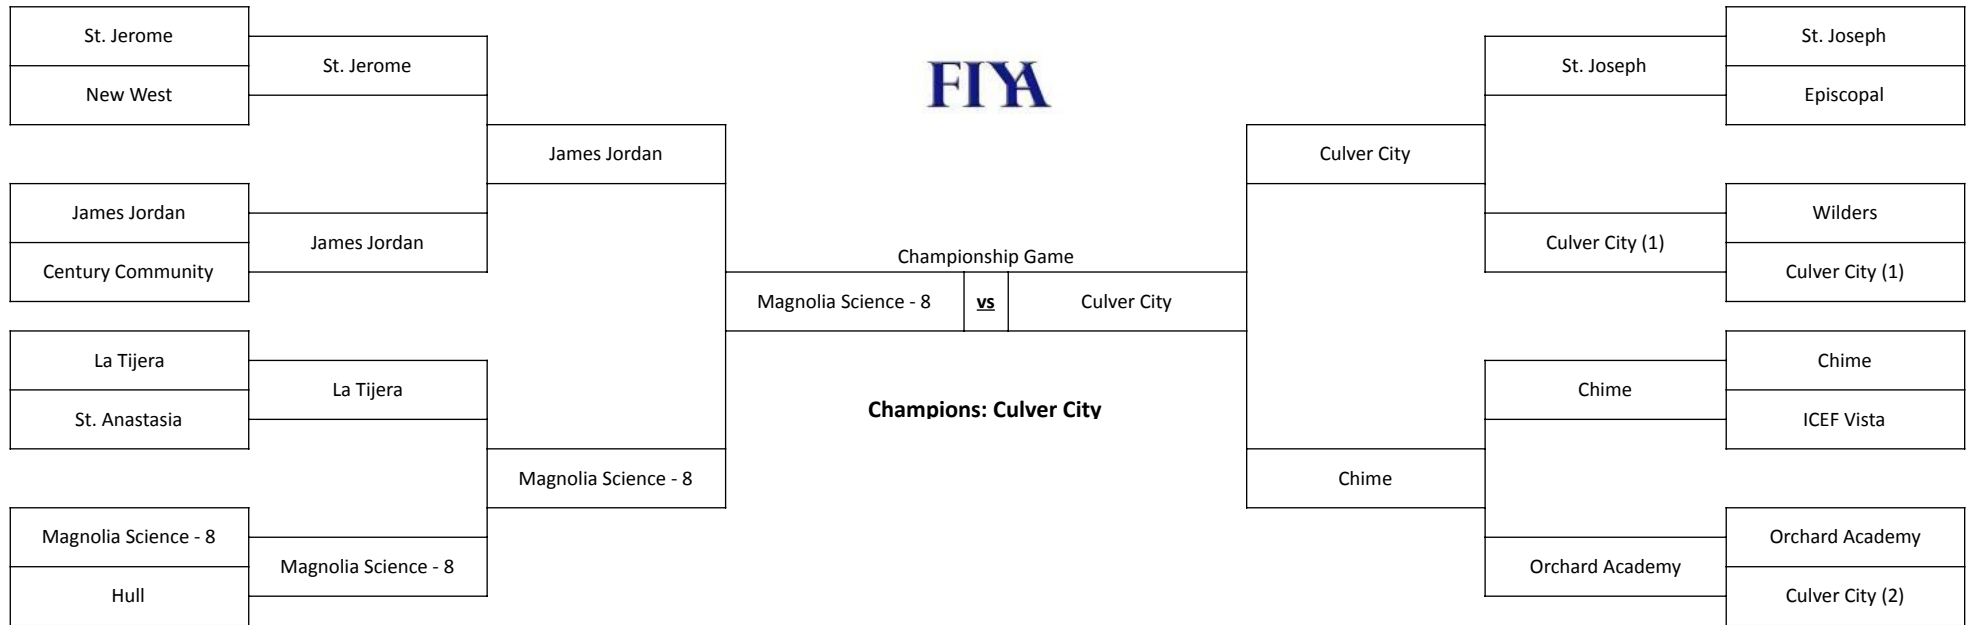 St. Jerome
New West
James Jordan
Century Community
La Tijera
St. Anastasia
Magnolia Science - 8
Hull
St. Jerome
James Jordan
La Tijera
Magnolia Science - 8
James Jordan
Magnolia Science - 8
FIYA
Championship Game
Magnolia Science - 8 vs Culver City
Champions: Culver City
Culver City
Chime
St. Joseph
Culver City (1)
Chime
Orchard Academy
St. Joseph
Episcopal
Wilders
Culver City (1)
Chime
ICEF Vista
Orchard Academy
Culver City (2)